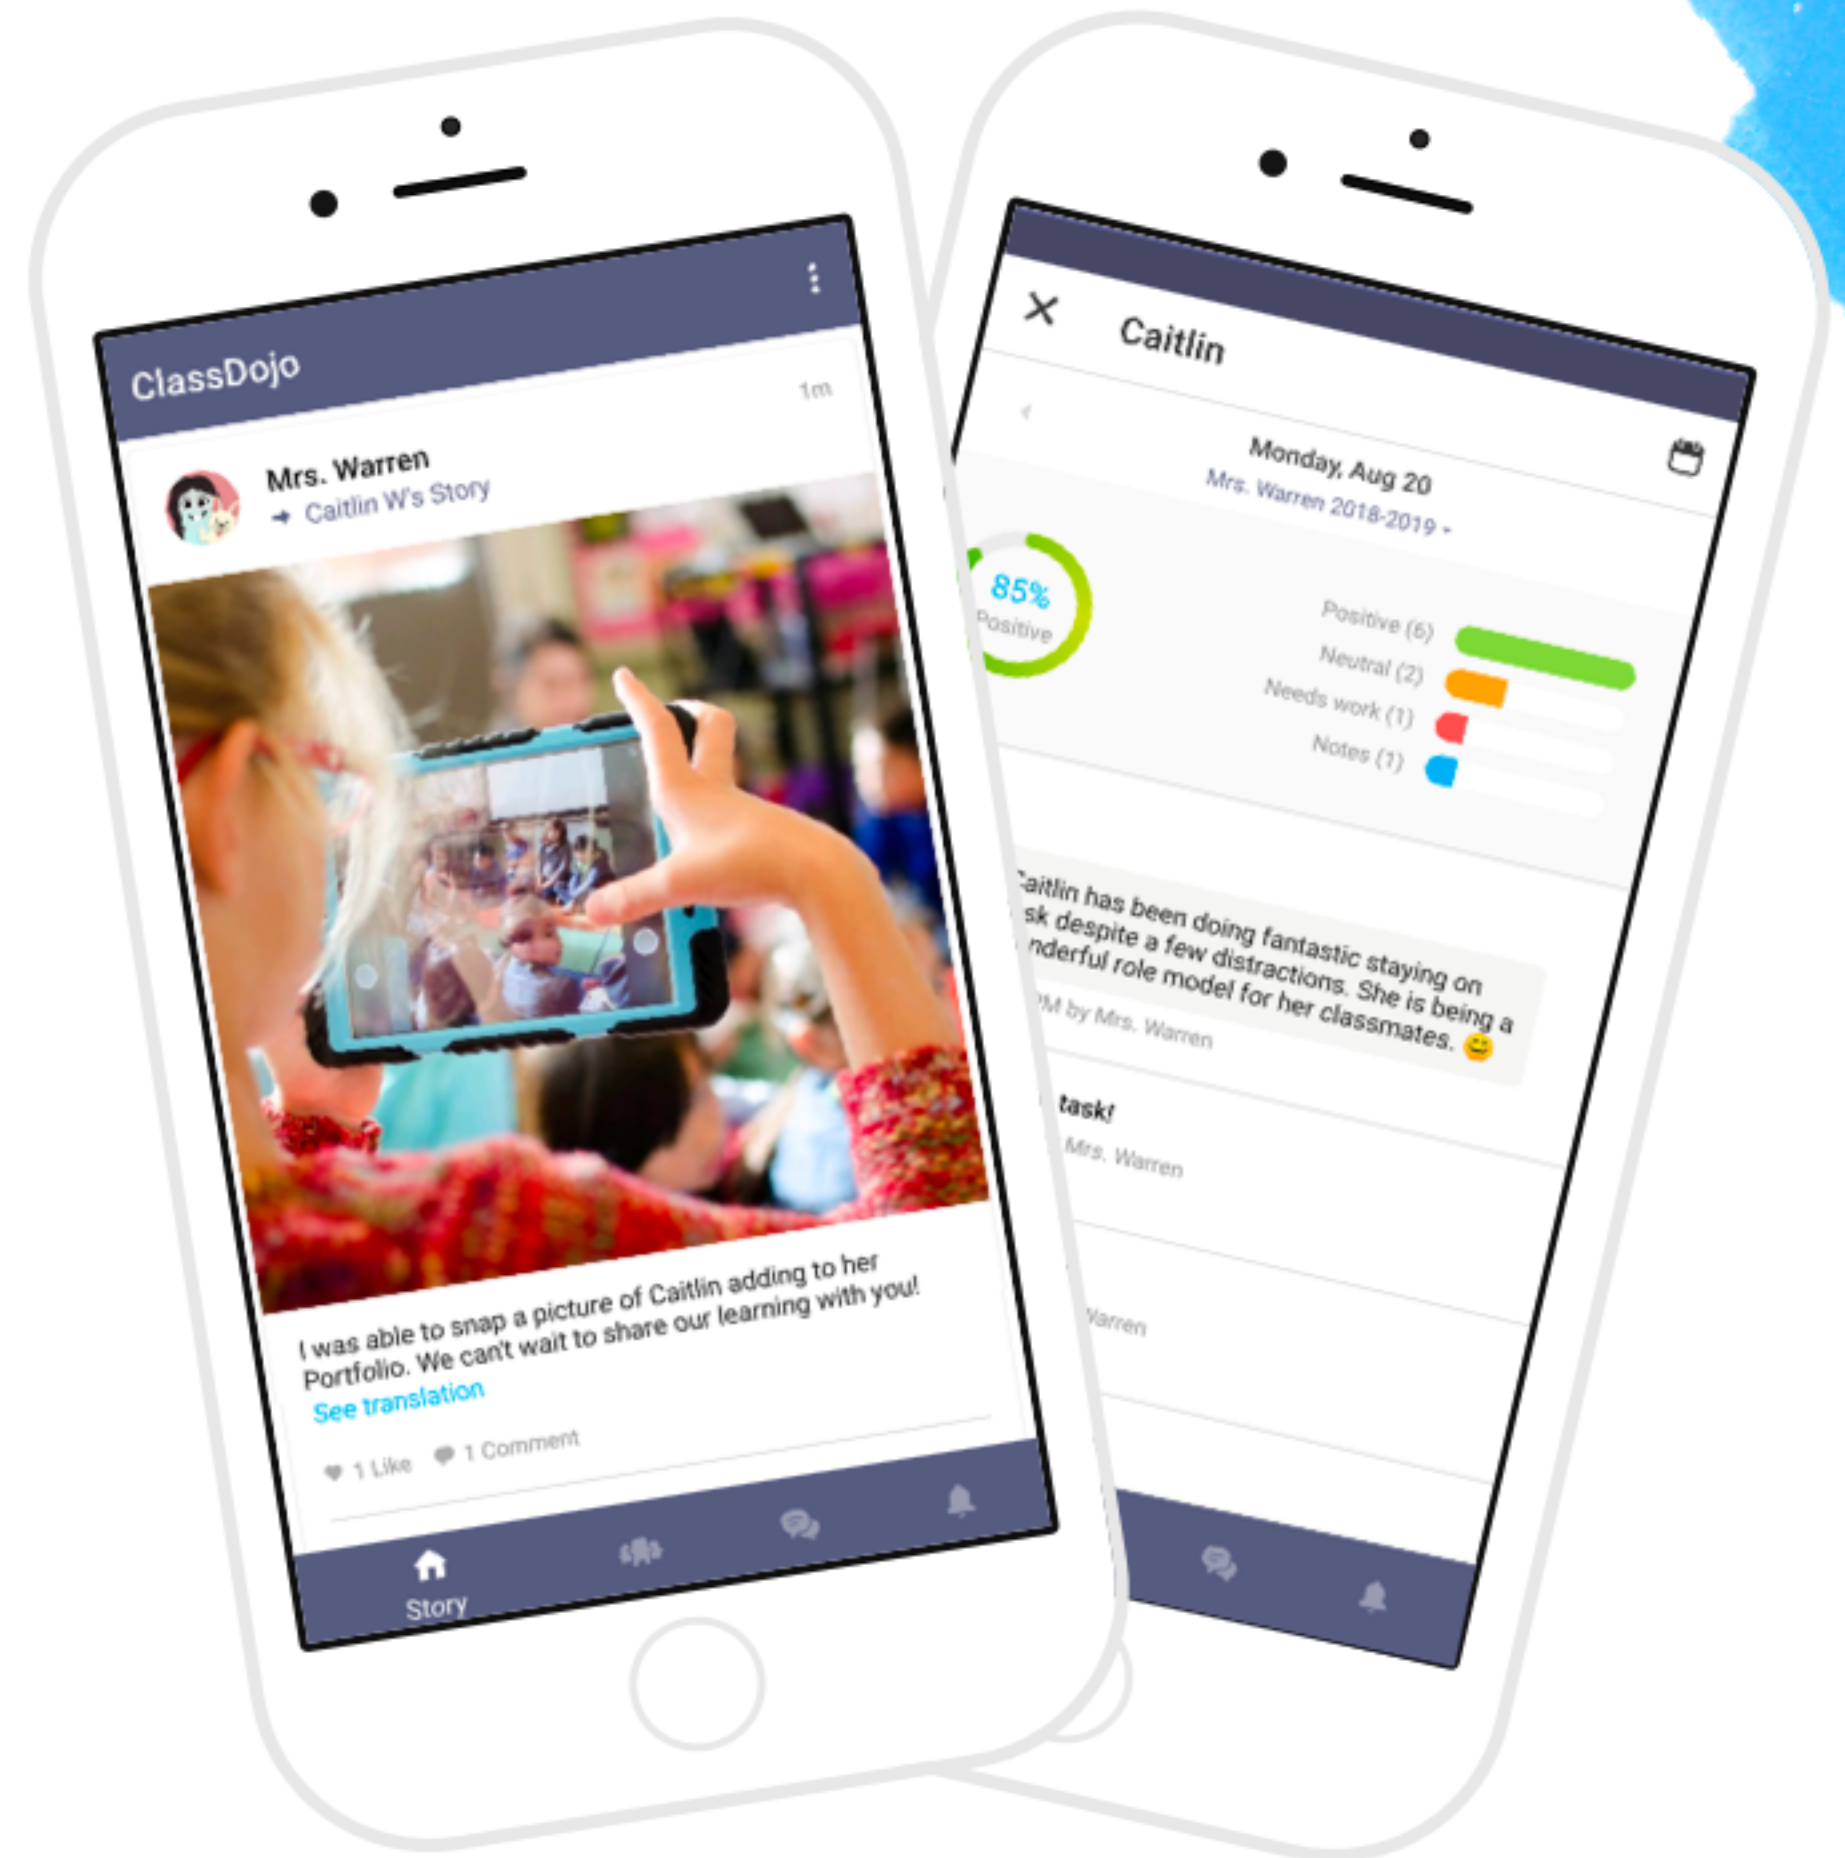 ClassDojo
1m
Mrs. Warren
Caitlin W's Story
I was able to snap a picture of Caitlin adding to her
Portfolio. We can't wait to share our learning with you!
See translation
1 Like 1 Comment
Story
Caitlin
Monday, Aug 20
Mrs. Warren 2018-2019
85%
Positive
Positive (6)
Neutral (2)
Needs work (1)
Notes (1)
Caitlin has been doing fantastic staying on
despite a few distractions. She is being a
role model for her classmates.
by Mrs. Warren
task!
Mrs. Warren
Warren